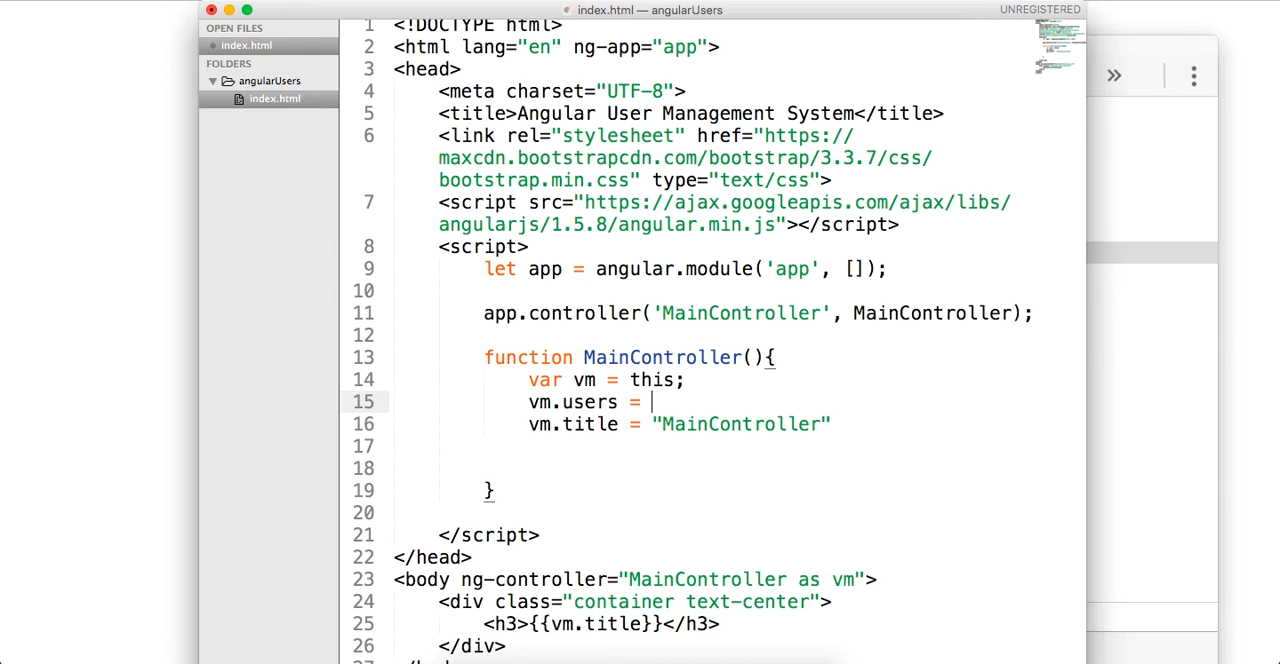 index.html — angularUsers
UNREGISTERED
OPEN FILES
index.html
FOLDERS
angularUsers
index.html
1 <!DOCTYPE html>
2 <html lang="en" ng-app="app">
3 <head>
4 <meta charset="UTF-8">
5 <title>Angular User Management System</title>
6 <link rel="stylesheet" href="https://
maxcdn.bootstrapcdn.com/bootstrap/3.3.7/css/
bootstrap.min.css" type="text/css">
7 <script src="https://ajax.googleapis.com/ajax/libs/
angularjs/1.5.8/angular.min.js"></script>
8 <script>
9 let app = angular.module('app', []);
10
11 app.controller('MainController', MainController);
12
13 function MainController(){
14 var vm = this;
15 vm.users =
16 vm.title = "MainController"
17
18
19 }
20
21 </script>
22 </head>
23 <body ng-controller="MainController as vm">
24 <div class="container text-center">
25 <h3>{{vm.title}}</h3>
26 </div>